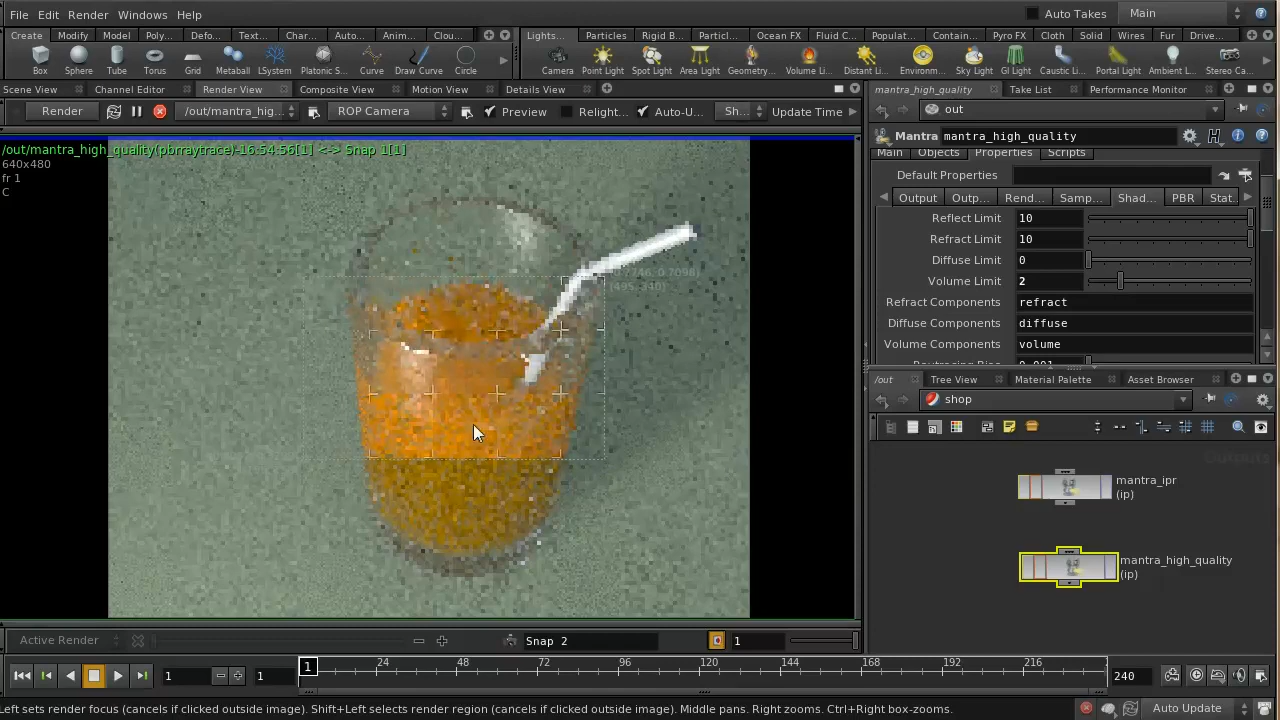 File Edit Render Windows Help Auto Takes Main
Create Modify Model Poly... Defo... Text... Char... Auto... Anim... Clou...
Lights... Particles Rigid B... Particl... Ocean FX Fluid C... Populat... Contain... Pyro FX Cloth Solid Wires Fur Drive...
Box Sphere Tube Torus Grid Metaball LSystem Platonic S... Curve Draw Curve Circle
Camera Point Light Spot Light Area Light Geometry... Volume Li... Distant Li... Environm... Sky Light GI Light Caustic Li... Portal Light Ambient L... Stereo Ca...
Scene View Channel Editor Render View Composite View Motion View Details View
mantra_high_quality Take List Performance Monitor
Render /out/mantra_hig... ROP Camera Preview Relight... Auto-U... Sh... Update Time
out
Mantra mantra_high_quality
Main Objects Properties Scripts
Default Properties
Output Outp... Rend... Samp... Shad... PBR Stat.
Reflect Limit 10
Refract Limit 10
Diffuse Limit 0
Volume Limit 2
Refract Components refract
Diffuse Components diffuse
Volume Components volume
/out/mantra_high_quality(pbrraytrace)-16:54:56[1] <-> Snap 1[1]
640x480
fr 1
C
/out Tree View Material Palette Asset Browser
shop
Outputs
mantra_ipr
(ip)
mantra_high_quality
(ip)
Active Render Snap 2 1
1 1 1 24 48 72 96 120 144 168 192 216 240
Left sets render focus (cancels if clicked outside image). Shift+Left selects render region (cancels if clicked outside image). Middle pans. Right zooms. Ctrl+Right box-zooms.
Auto Update